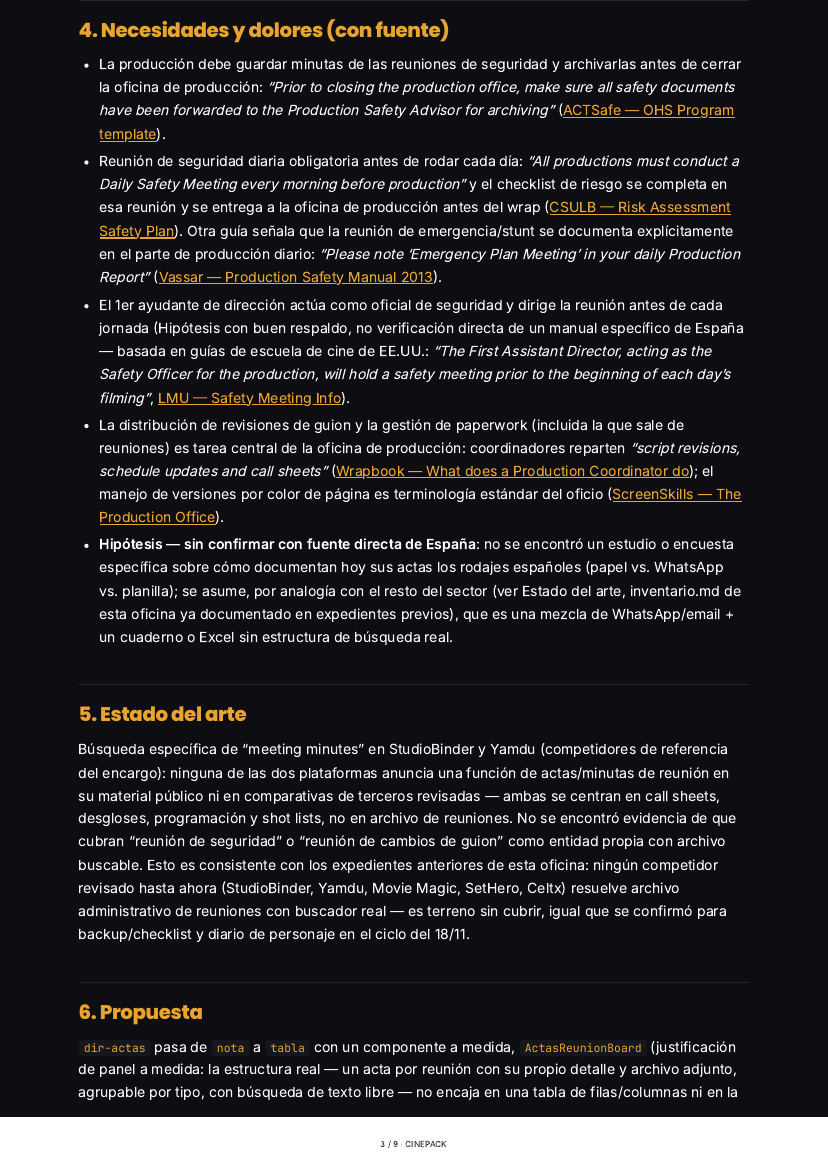 4. Necesidades y dolores (con fuente)
• La producción debe guardar minutas de las reuniones de seguridad y archivarlas antes de cerrar
la oficina de producción: “Prior to closing the production office, make sure all safety documents
have been forwarded to the Production Safety Advisor for archiving” (ACTSafe — OHS Program
template).
• Reunión de seguridad diaria obligatoria antes de rodar cada día: “All productions must conduct a
Daily Safety Meeting every morning before production” y el checklist de riesgo se completa en
esa reunión y se entrega a la oficina de producción antes del wrap (CSULB — Risk Assessment
Safety Plan). Otra guía señala que la reunión de emergencia/stunt se documenta explícitamente
en el parte de producción diario: “Please note ‘Emergency Plan Meeting’ in your daily Production
Report” (Vassar — Production Safety Manual 2013).
• El 1er ayudante de dirección actúa como oficial de seguridad y dirige la reunión antes de cada
jornada (Hipótesis con buen respaldo, no verificación directa de un manual específico de España
— basada en guías de escuela de cine de EE.UU.: “The First Assistant Director, acting as the
Safety Officer for the production, will hold a safety meeting prior to the beginning of each day’s
filming”, LMU — Safety Meeting Info).
• La distribución de revisiones de guion y la gestión de paperwork (incluida la que sale de
reuniones) es tarea central de la oficina de producción: coordinadores reparten “script revisions,
schedule updates and call sheets” (Wrapbook — What does a Production Coordinator do); el
manejo de versiones por color de página es terminología estándar del oficio (ScreenSkills — The
Production Office).
• Hipótesis — sin confirmar con fuente directa de España: no se encontró un estudio o encuesta
específica sobre cómo documentan hoy sus actas los rodajes españoles (papel vs. WhatsApp
vs. planilla); se asume, por analogía con el resto del sector (ver Estado del arte, inventario.md de
esta oficina ya documentado en expedientes previos), que es una mezcla de WhatsApp/email +
un cuaderno o Excel sin estructura de búsqueda real.
5. Estado del arte
Búsqueda específica de “meeting minutes” en StudioBinder y Yamdu (competidores de referencia
del encargo): ninguna de las dos plataformas anuncia una función de actas/minutas de reunión en
su material público ni en comparativas de terceros revisadas — ambas se centran en call sheets,
desgloses, programación y shot lists, no en archivo de reuniones. No se encontró evidencia de que
cubran “reunión de seguridad” o “reunión de cambios de guion” como entidad propia con archivo
buscable. Esto es consistente con los expedientes anteriores de esta oficina: ningún competidor
revisado hasta ahora (StudioBinder, Yamdu, Movie Magic, SetHero, Celtx) resuelve archivo
administrativo de reuniones con buscador real — es terreno sin cubrir, igual que se confirmó para
backup/checklist y diario de personaje en el ciclo del 18/11.
6. Propuesta
dir-actas pasa de nota a tabla con un componente a medida, ActasReunionBoard (justificación
de panel a medida: la estructura real — un acta por reunión con su propio detalle y archivo adjunto,
agrupable por tipo, con búsqueda de texto libre — no encaja en una tabla de filas/columnas ni en la
3 / 9 · CINEPACK